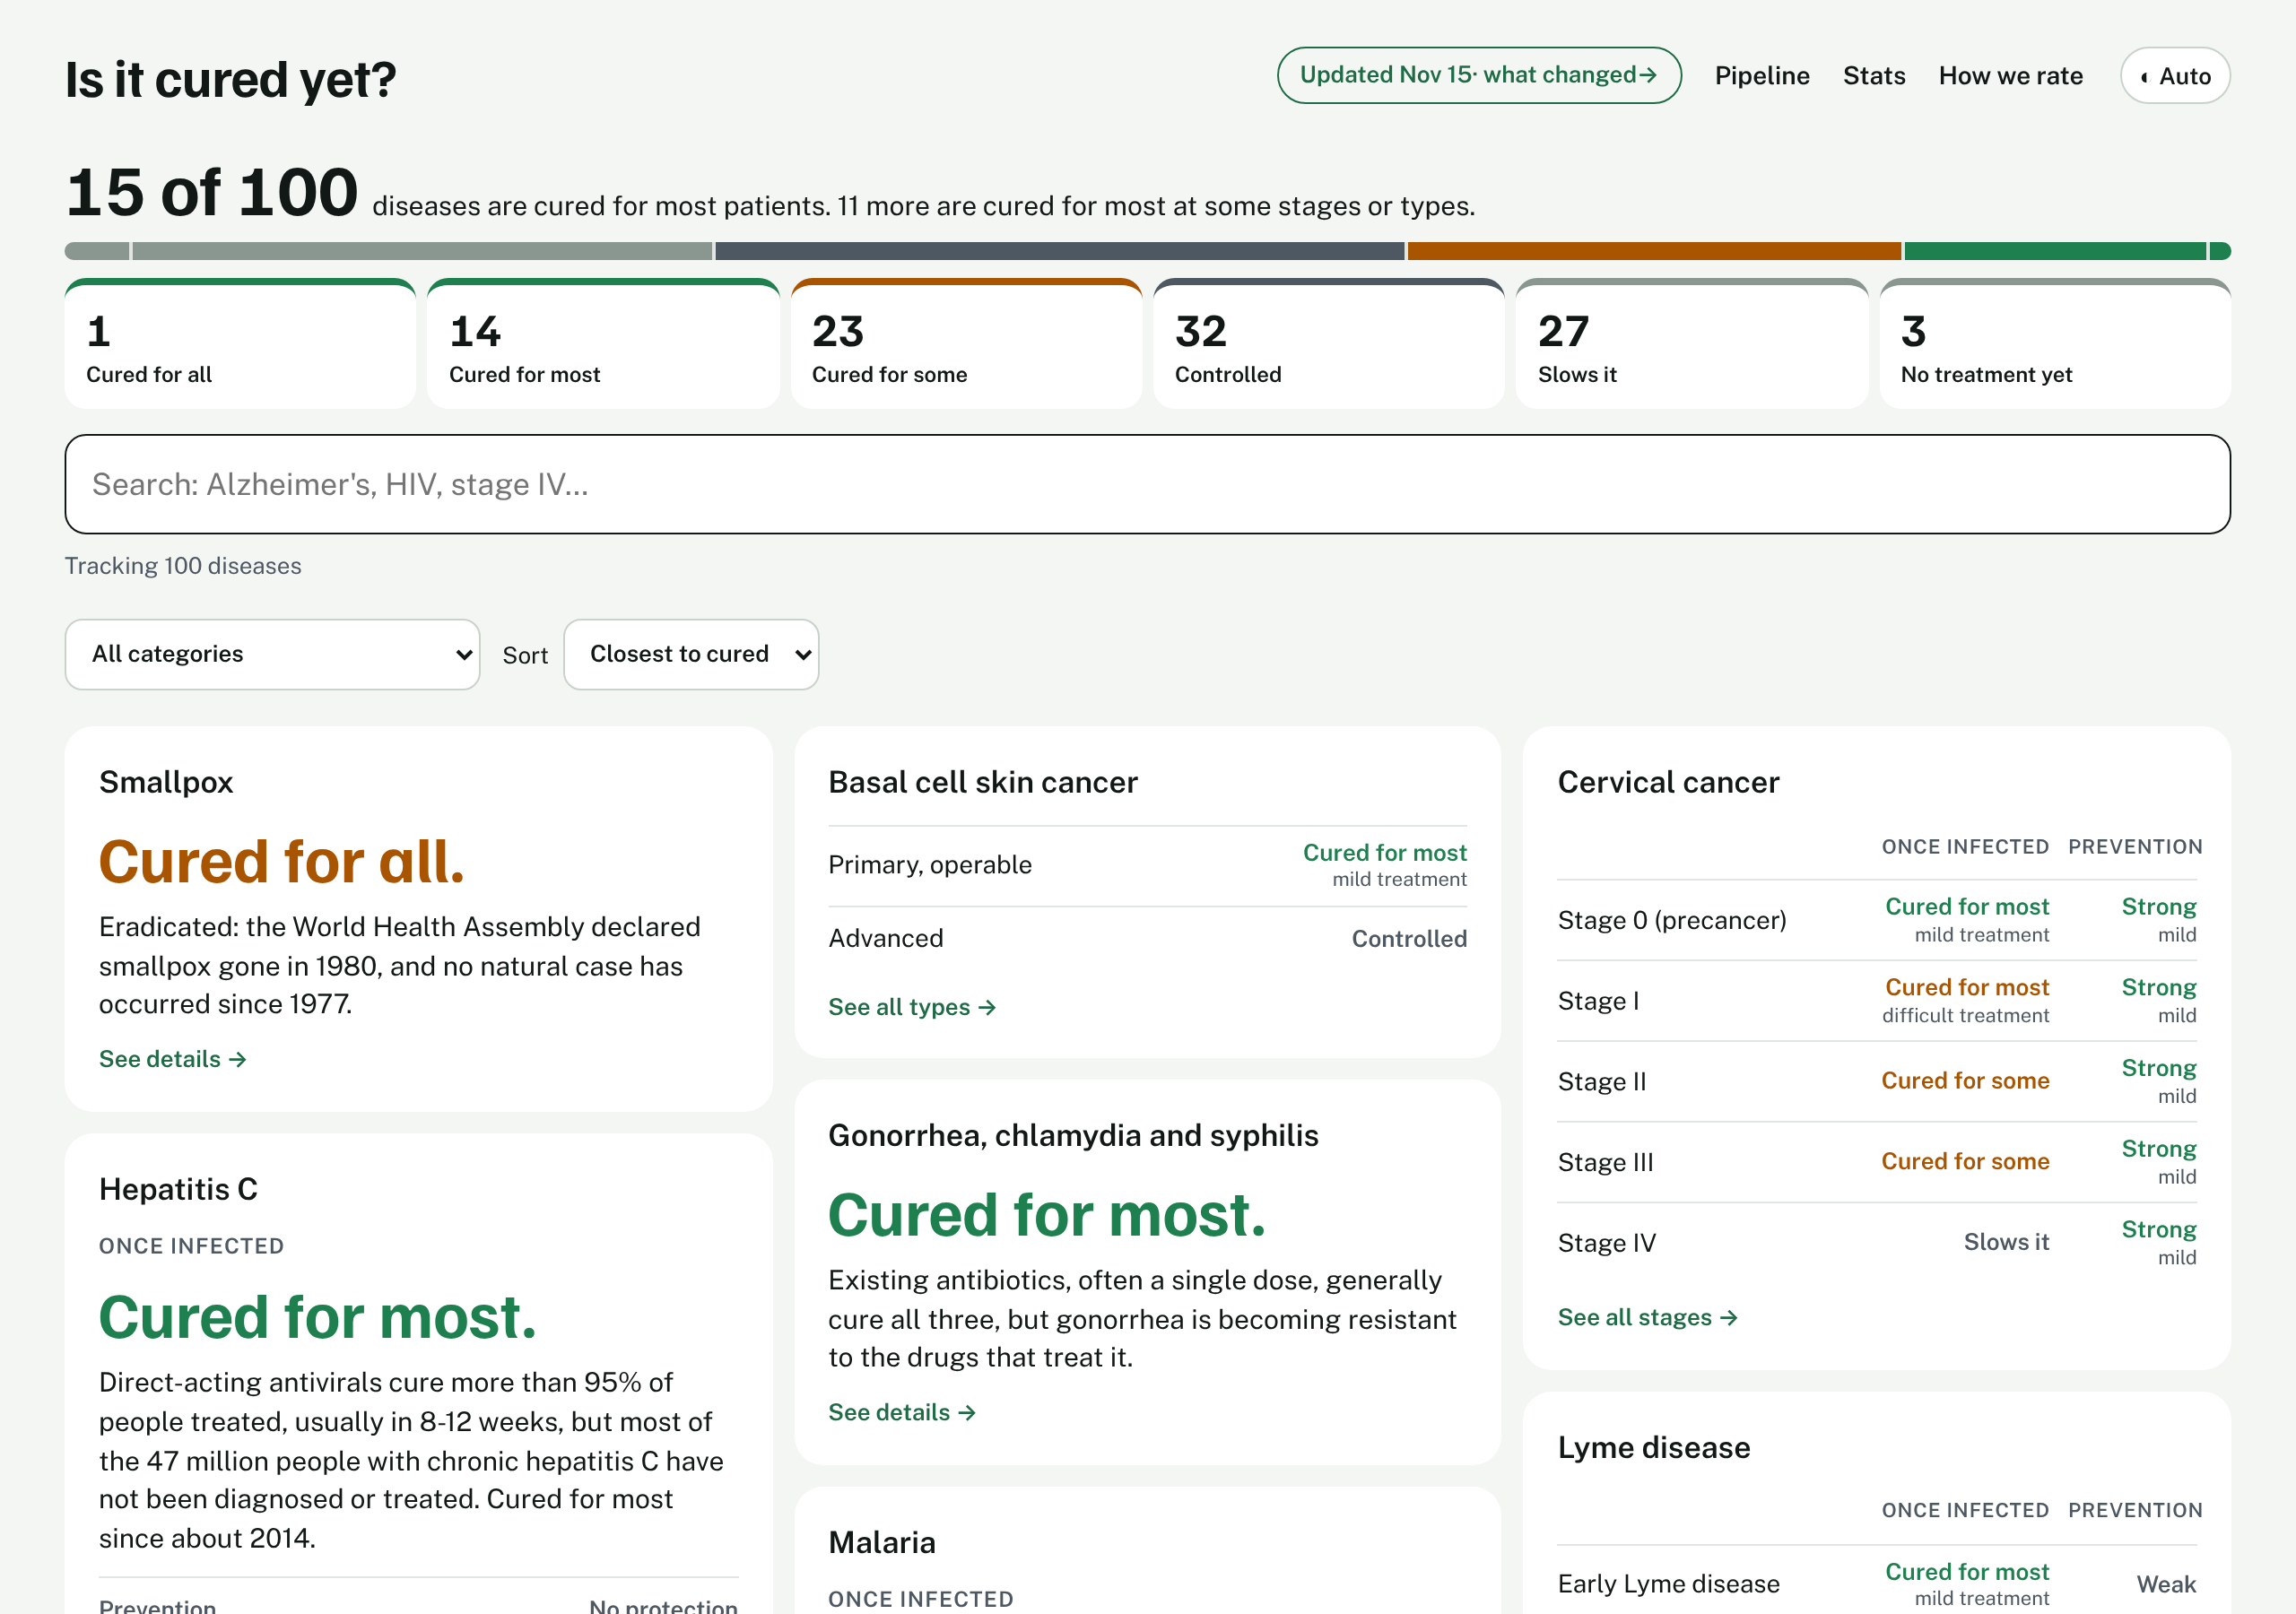 Is it cured yet?
Updated Nov 15· what changed→
Pipeline
Stats
How we rate
Auto
15 of 100 diseases are cured for most patients. 11 more are cured for most at some stages or types.
1
Cured for all
14
Cured for most
23
Cured for some
32
Controlled
27
Slows it
3
No treatment yet
Search: Alzheimer's, HIV, stage IV...
Tracking 100 diseases
All categories
Sort
Closest to cured
Smallpox
Cured for all.
Eradicated: the World Health Assembly declared
smallpox gone in 1980, and no natural case has
occurred since 1977.
See details →
Hepatitis C
ONCE INFECTED
Cured for most.
Direct-acting antivirals cure more than 95% of
people treated, usually in 8-12 weeks, but most of
the 47 million people with chronic hepatitis C have
not been diagnosed or treated. Cured for most
since about 2014.
Prevention No protection
Basal cell skin cancer
Primary, operable Cured for most
mild treatment
Advanced Controlled
See all types →
Gonorrhea, chlamydia and syphilis
Cured for most.
Existing antibiotics, often a single dose, generally
cure all three, but gonorrhea is becoming resistant
to the drugs that treat it.
See details →
Malaria
ONCE INFECTED
Cervical cancer
ONCE INFECTED PREVENTION
Stage 0 (precancer) Cured for most Strong
mild treatment mild
Stage I Cured for most Strong
difficult treatment mild
Stage II Cured for some Strong
mild
Stage III Cured for some Strong
mild
Stage IV Slows it Strong
mild
See all stages →
Lyme disease
ONCE INFECTED PREVENTION
Early Lyme disease Cured for most Weak
mild treatment